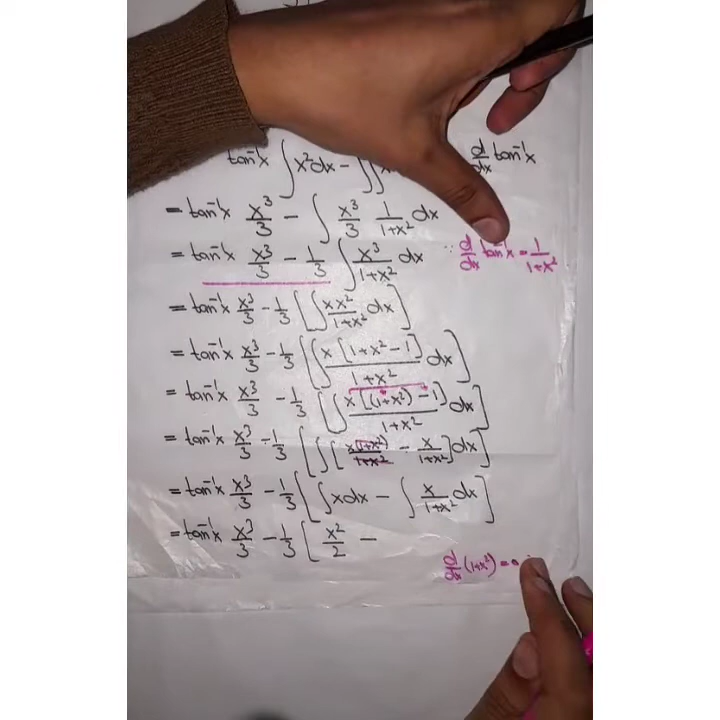 tan⁻¹x ∫ x²dx - ∫∫ x d/dx tan⁻¹x
= tan⁻¹x x³/3 - ∫ x³/3 1/1+x² dx
= tan⁻¹x x³/3 - 1/3 ∫ x³/1+x² dx ∵ d/dx tan⁻¹x = 1/1+x²
= tan⁻¹x x³/3 - 1/3 [∫ xx²/1+x² dx]
= tan⁻¹x x³/3 - 1/3 [∫ x[1+x²-1]/1+x² dx]
= tan⁻¹x x³/3 - 1/3 [∫ x[(1+x²)-1]/1+x² dx]
= tan⁻¹x x³/3 - 1/3 [∫ [x(1+x²)/1+x² - x/1+x²] dx]
= tan⁻¹x x³/3 - 1/3 [∫ xdx - ∫ x/1+x² dx]
= tan⁻¹x x³/3 - 1/3 [x²/2 -
d/dx (1+x²) = 0